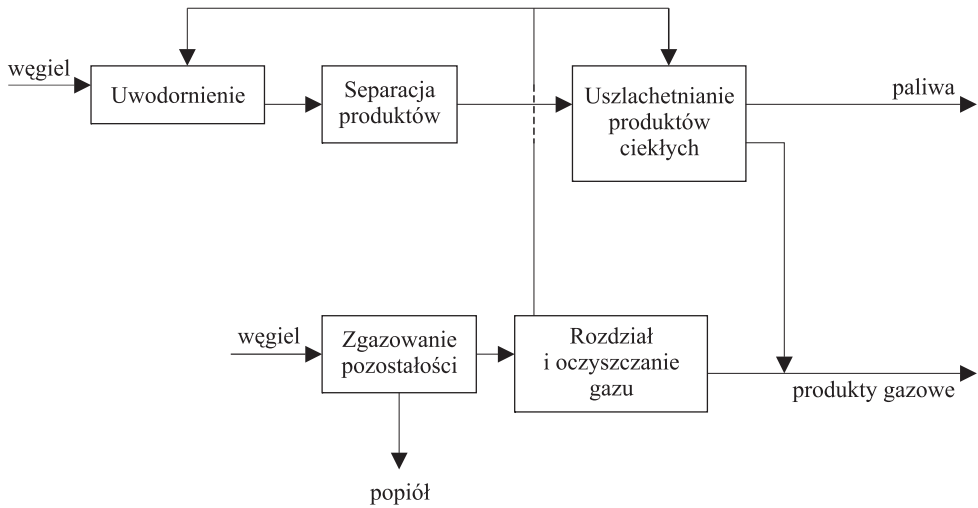 węgiel
Uwodornienie
Separacja
produktów
Uszlachetnianie
produktów
ciekłych
paliwa
węgiel
Zgazowanie
pozostałości
Rozdział
i oczyszczanie
gazu
produkty gazowe
popiół